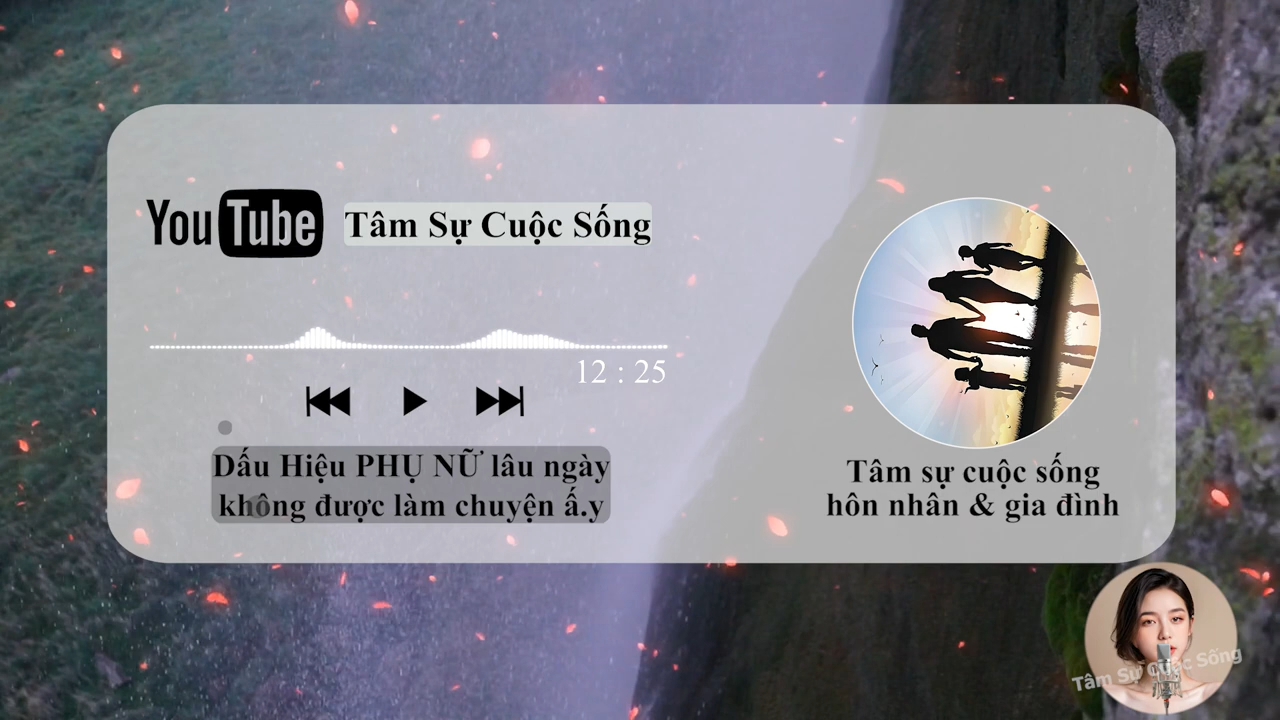 YouTube Tâm Sự Cuộc Sống
12 : 25
Dấu Hiệu PHỤ NỮ lâu ngày
không được làm chuyện ấ.y
Tâm sự cuộc sống
hôn nhân & gia đình
Tâm Sự Cuộc Sống